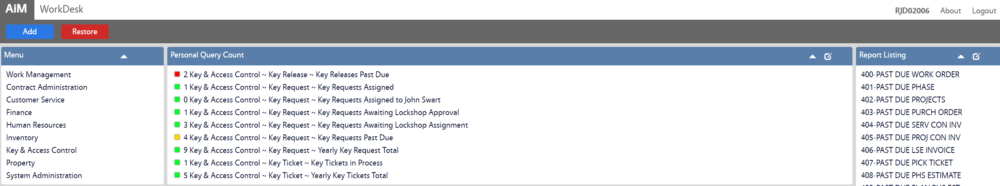 AiM WorkDesk RJD02006 About Logout
Add Restore
Menu
Work Management
Contract Administration
Customer Service
Finance
Human Resources
Inventory
Key & Access Control
Property
System Administration
Personal Query Count
2 Key & Access Control ~ Key Release ~ Key Releases Past Due
1 Key & Access Control ~ Key Request ~ Key Requests Assigned
0 Key & Access Control ~ Key Request ~ Key Requests Assigned to John Swart
1 Key & Access Control ~ Key Request ~ Key Requests Awaiting Lockshop Approval
3 Key & Access Control ~ Key Request ~ Key Requests Awaiting Lockshop Assignment
4 Key & Access Control ~ Key Request ~ Key Requests Past Due
9 Key & Access Control ~ Key Request ~ Yearly Key Request Total
1 Key & Access Control ~ Key Ticket ~ Key Tickets in Process
5 Key & Access Control ~ Key Ticket ~ Yearly Key Tickets Total
Report Listing
400-PAST DUE WORK ORDER
401-PAST DUE PHASE
402-PAST DUE PROJECTS
403-PAST DUE PURCH ORDER
404-PAST DUE SERV CON INV
405-PAST DUE PROJ CON INV
406-PAST DUE LSE INVOICE
407-PAST DUE PICK TICKET
408-PAST DUE PHS ESTIMATE